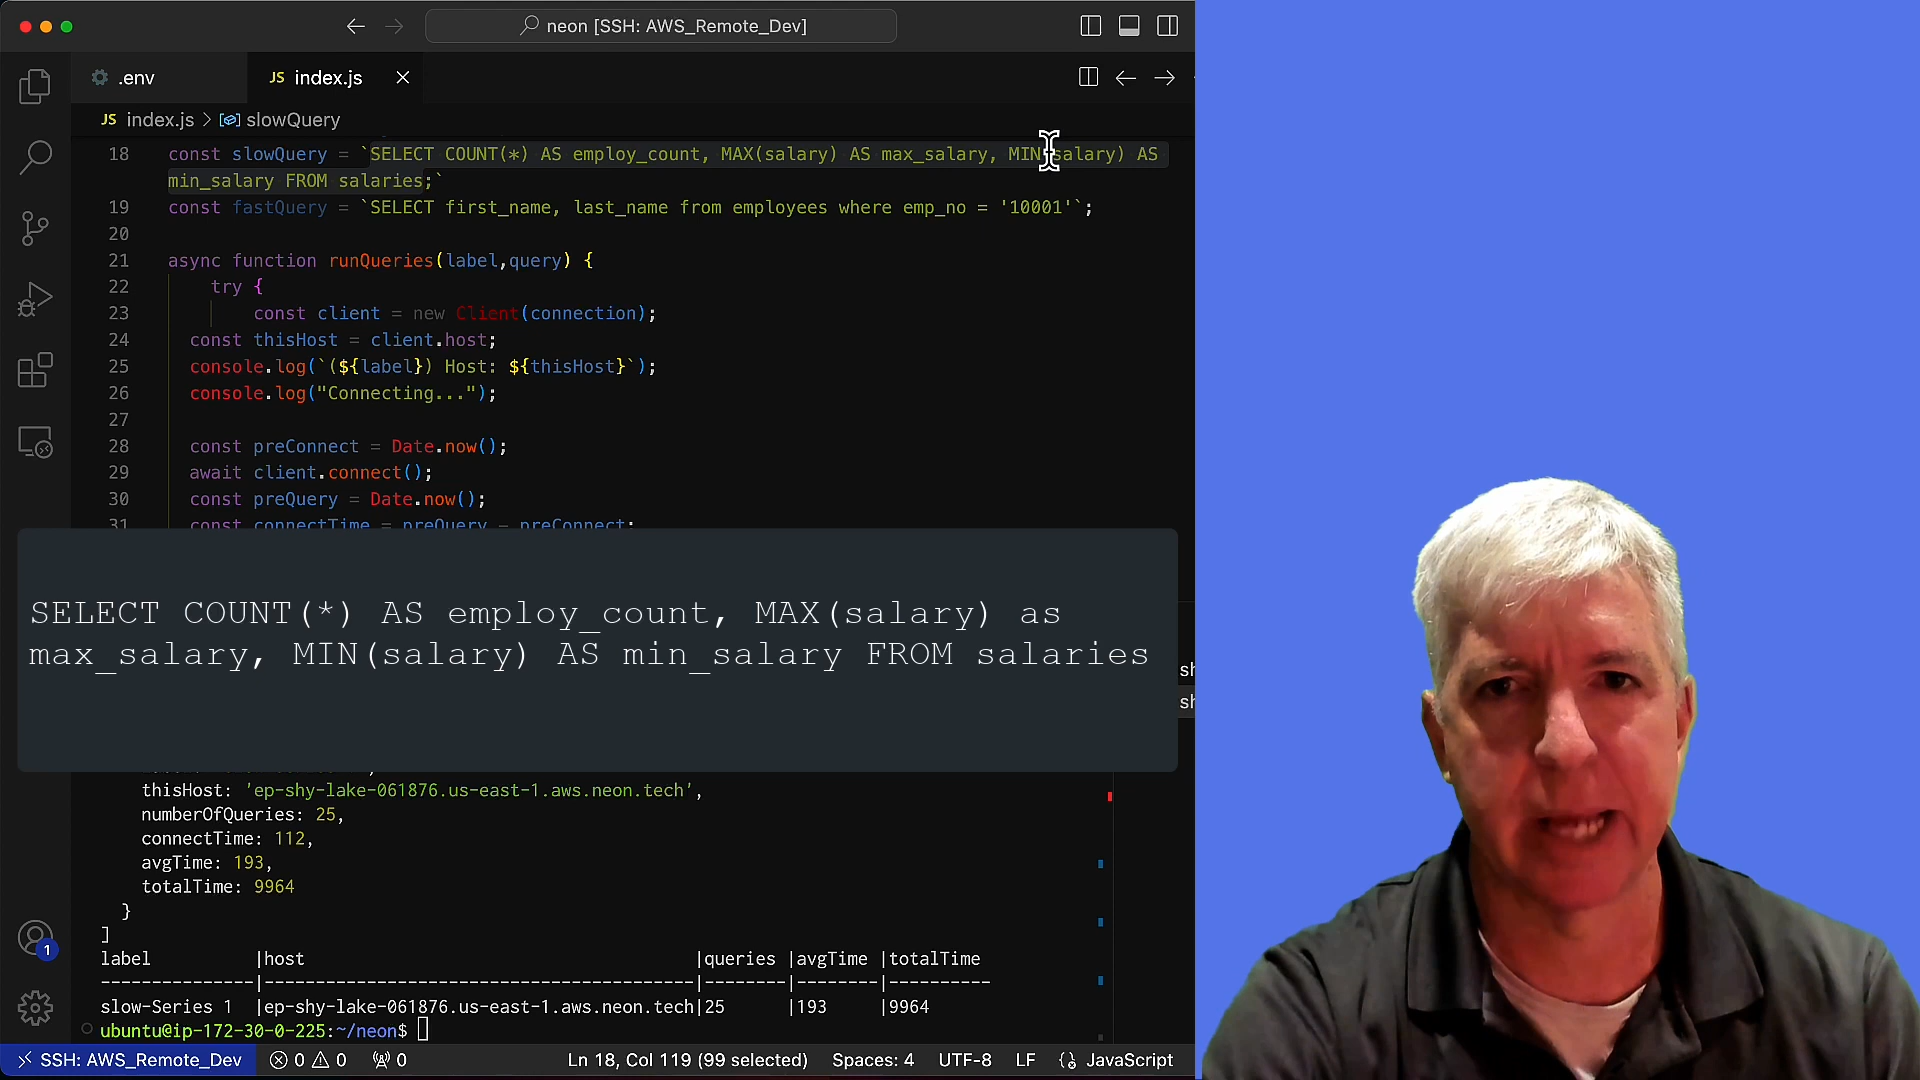 neon [SSH: AWS_Remote_Dev]
.env
JS index.js
JS index.js > slowQuery
18 const slowQuery = `SELECT COUNT(*) AS employ_count, MAX(salary) AS max_salary, MIN(salary) AS
min_salary FROM salaries;`
19 const fastQuery = `SELECT first_name, last_name from employees where emp_no = '10001'`;
20
21 async function runQueries(label,query) {
22 try {
23 const client = new Client(connection);
24 const thisHost = client.host;
25 console.log(`(${label}) Host: ${thisHost}`);
26 console.log("Connecting...");
27
28 const preConnect = Date.now();
29 await client.connect();
30 const preQuery = Date.now();
31 const connectTime = preQuery - preConnect;
SELECT COUNT(*) AS employ_count, MAX(salary) as
max_salary, MIN(salary) AS min_salary FROM salaries
sh
sh
thisHost: 'ep-shy-lake-061876.us-east-1.aws.neon.tech',
numberOfQueries: 25,
connectTime: 112,
avgTime: 193,
totalTime: 9964
}
]
label |host |queries |avgTime |totalTime
---------------|----------------------------------------|--------|--------|----------
slow-Series 1 |ep-shy-lake-061876.us-east-1.aws.neon.tech|25 |193 |9964
ubuntu@ip-172-30-0-225:~/neon$
1
SSH: AWS_Remote_Dev 0 0 0 Ln 18, Col 119 (99 selected) Spaces: 4 UTF-8 LF JavaScript